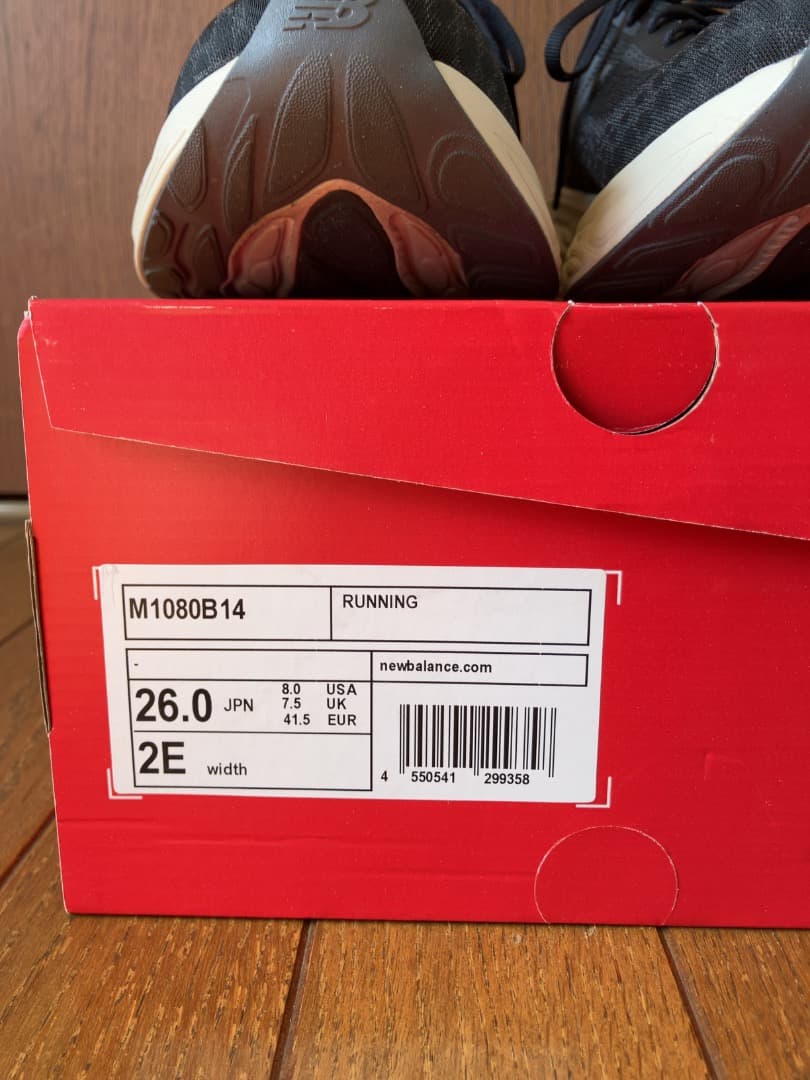 M1080B14
RUNNING
-
newbalance.com
26.0 JPN
8.0 USA
7.5 UK
41.5 EUR
2E width
4 550541 299358